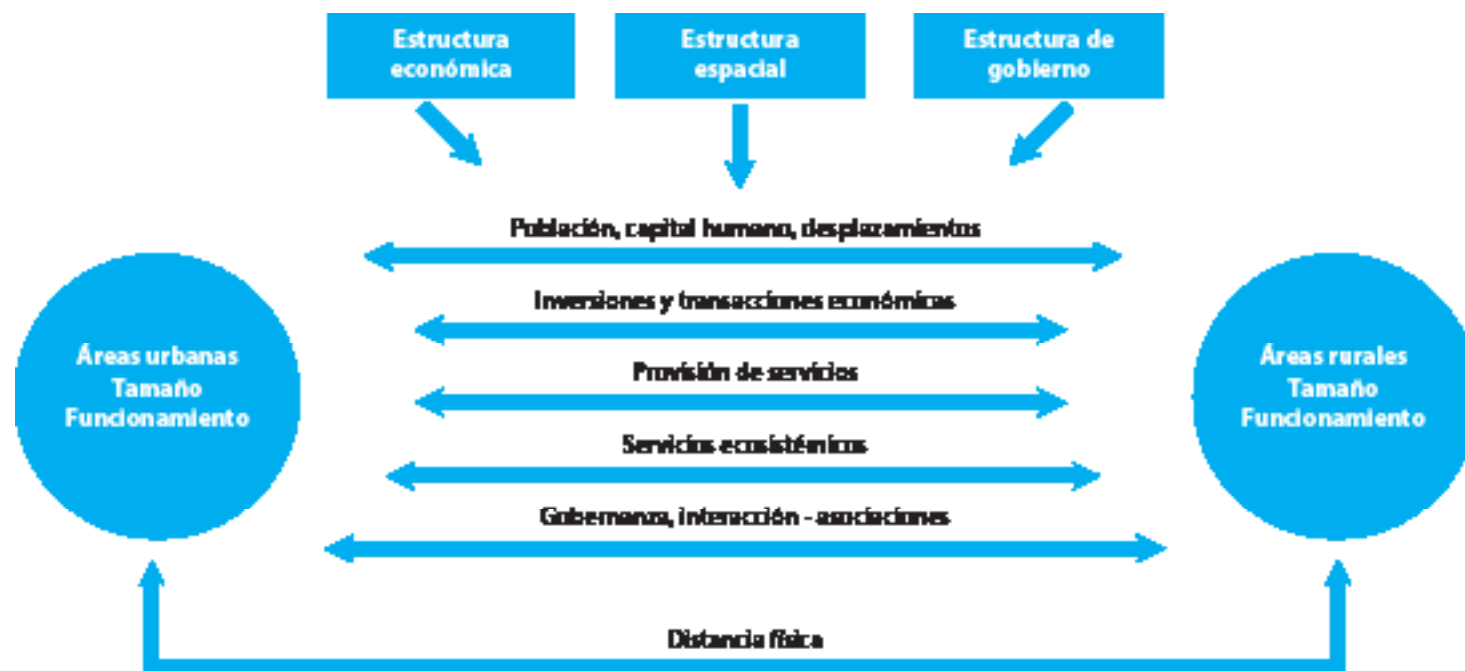 Estructura
económica
Estructura
espacial
Estructura de
gobierno
Población, capital humano, desplazamientos
Inversiones y transacciones económicas
Áreas urbanas
Tamaño
Funcionamiento
Provisión de servicios
Áreas rurales
Tamaño
Funcionamiento
Servicios ecosistémicos
Gobernanza, interacción - asociaciones
Distancia física